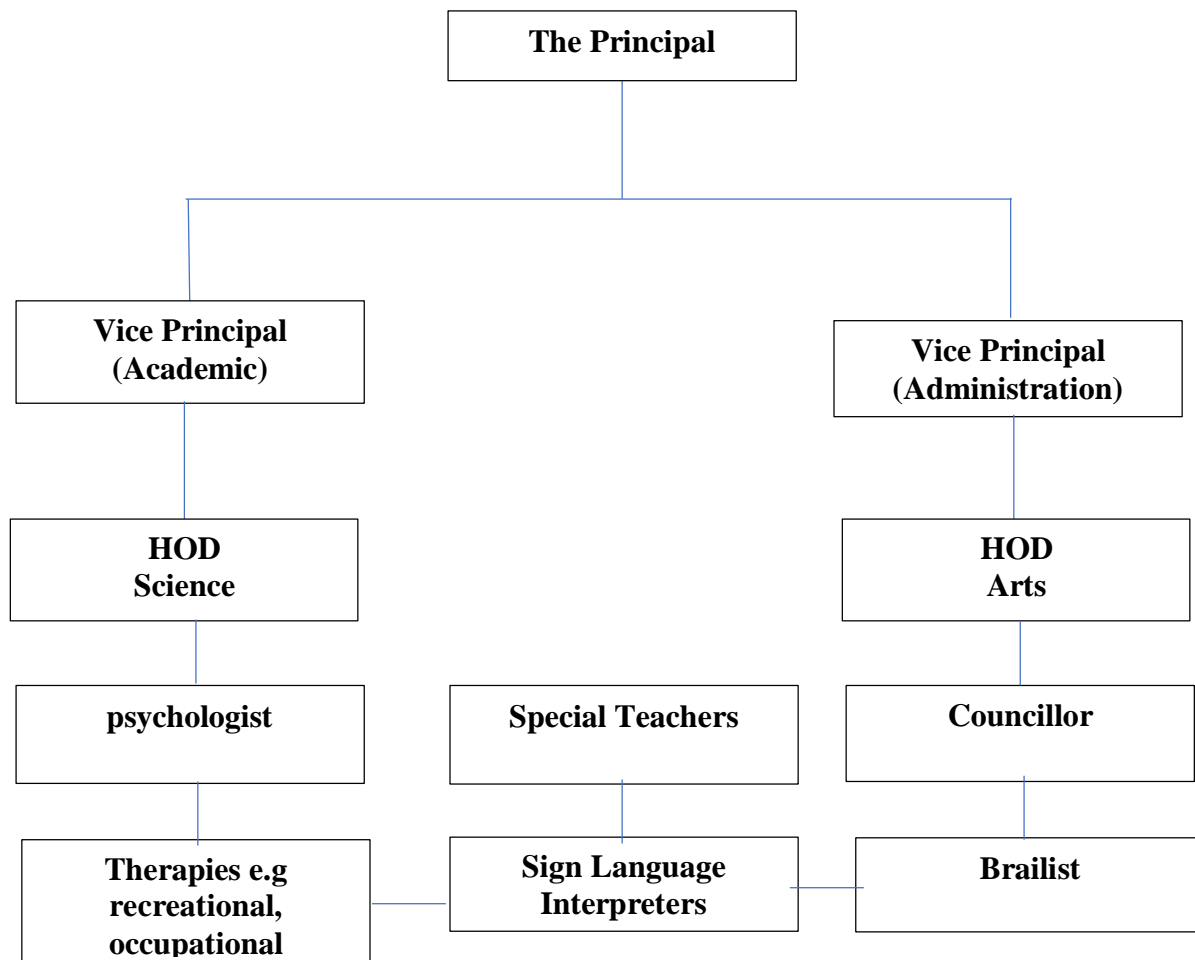 The Principal
Vice Principal
(Academic)
Vice Principal
(Administration)
HOD
Science
HOD
Arts
psychologist
Special Teachers
Councillor
Therapies e.g
recreational,
occupational
Sign Language
Interpreters
Brailist